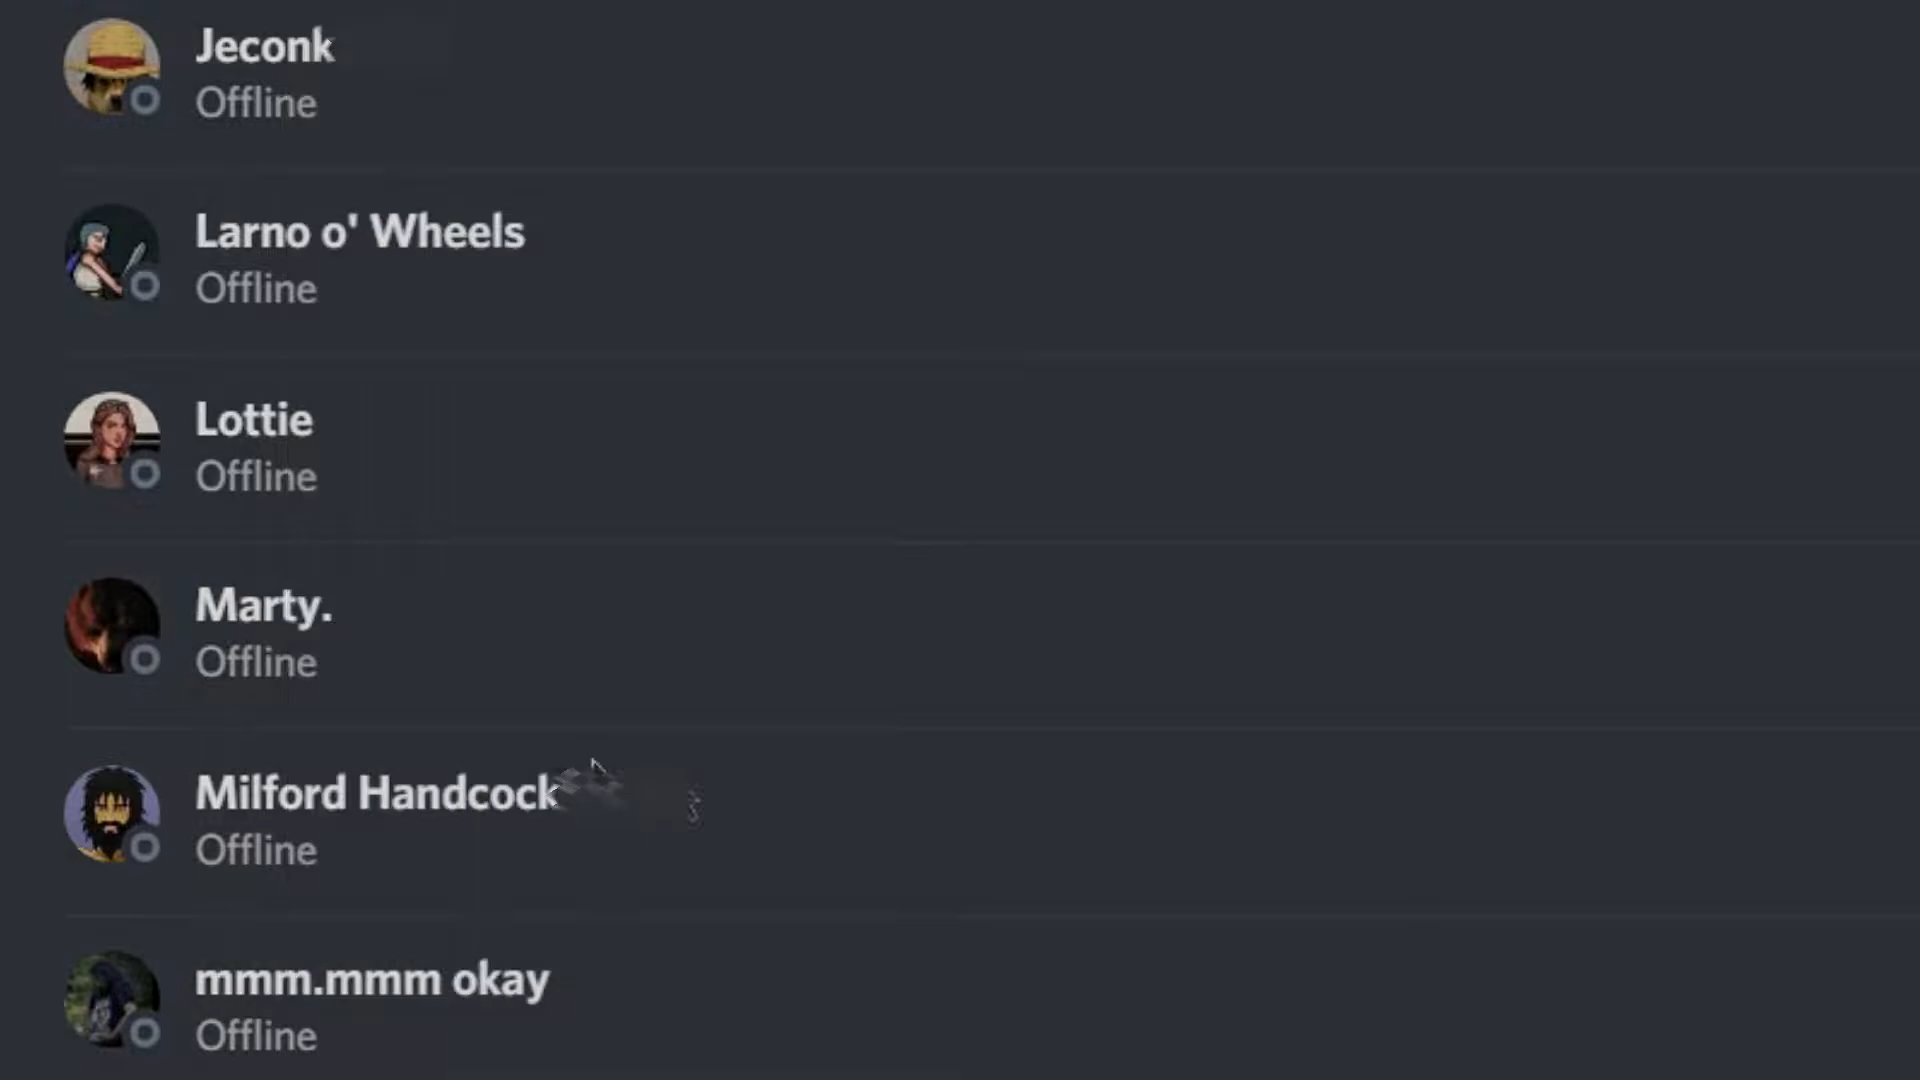 Jeconk
Offline
Larno o' Wheels
Offline
Lottie
Offline
Marty.
Offline
Milford Handcock
Offline
mmm.mmm okay
Offline